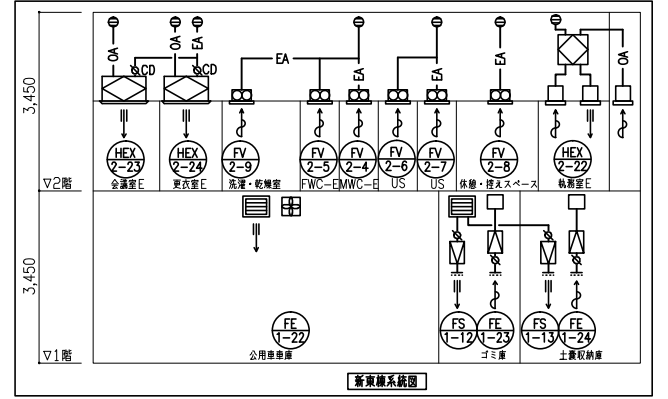 OA
OA
EA
EA
EA
EA
EA
OA
CD
CD
3,450
HEX
2-23
HEX
2-24
FV
2-9
FV
2-5
FV
2-4
FV
2-6
FV
2-7
FV
2-8
HEX
2-22
▽2階
会議室E
更衣室E
洗濯・乾燥室
FWC-E
MWC-E
US
US
休憩・控えスペース
執務室E
3,450
FE
1-22
FS
1-12
FE
1-23
FS
1-13
FE
1-24
▽1階
公用車車庫
ゴミ庫
土嚢収納庫
新東棟系統図